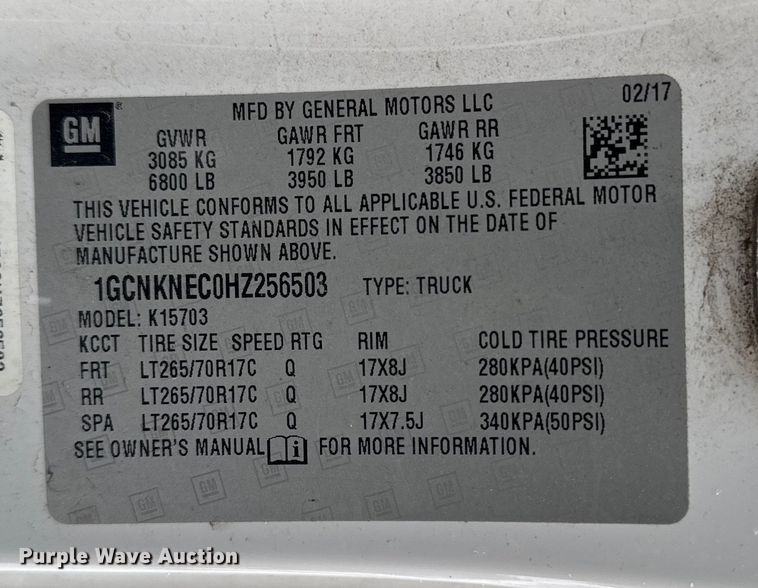 GM
®
MFD BY GENERAL MOTORS LLC 02/17
GVWR GAWR FRT GAWR RR
3085 KG 1792 KG 1746 KG
6800 LB 3950 LB 3850 LB
THIS VEHICLE CONFORMS TO ALL APPLICABLE U.S. FEDERAL MOTOR
VEHICLE SAFETY STANDARDS IN EFFECT ON THE DATE OF
MANUFACTURE SHOWN ABOVE.
1GCNKNEC0HZ256503 TYPE: TRUCK
MODEL: K15703
KCCT TIRE SIZE SPEED RTG RIM COLD TIRE PRESSURE
FRT LT265/70R17C Q 17X8J 280KPA(40PSI)
RR LT265/70R17C Q 17X8J 280KPA(40PSI)
SPA LT265/70R17C Q 17X7.5J 340KPA(50PSI)
SEE OWNER'S MANUAL i FOR MORE INFORMATION.
Purple Wave Auction